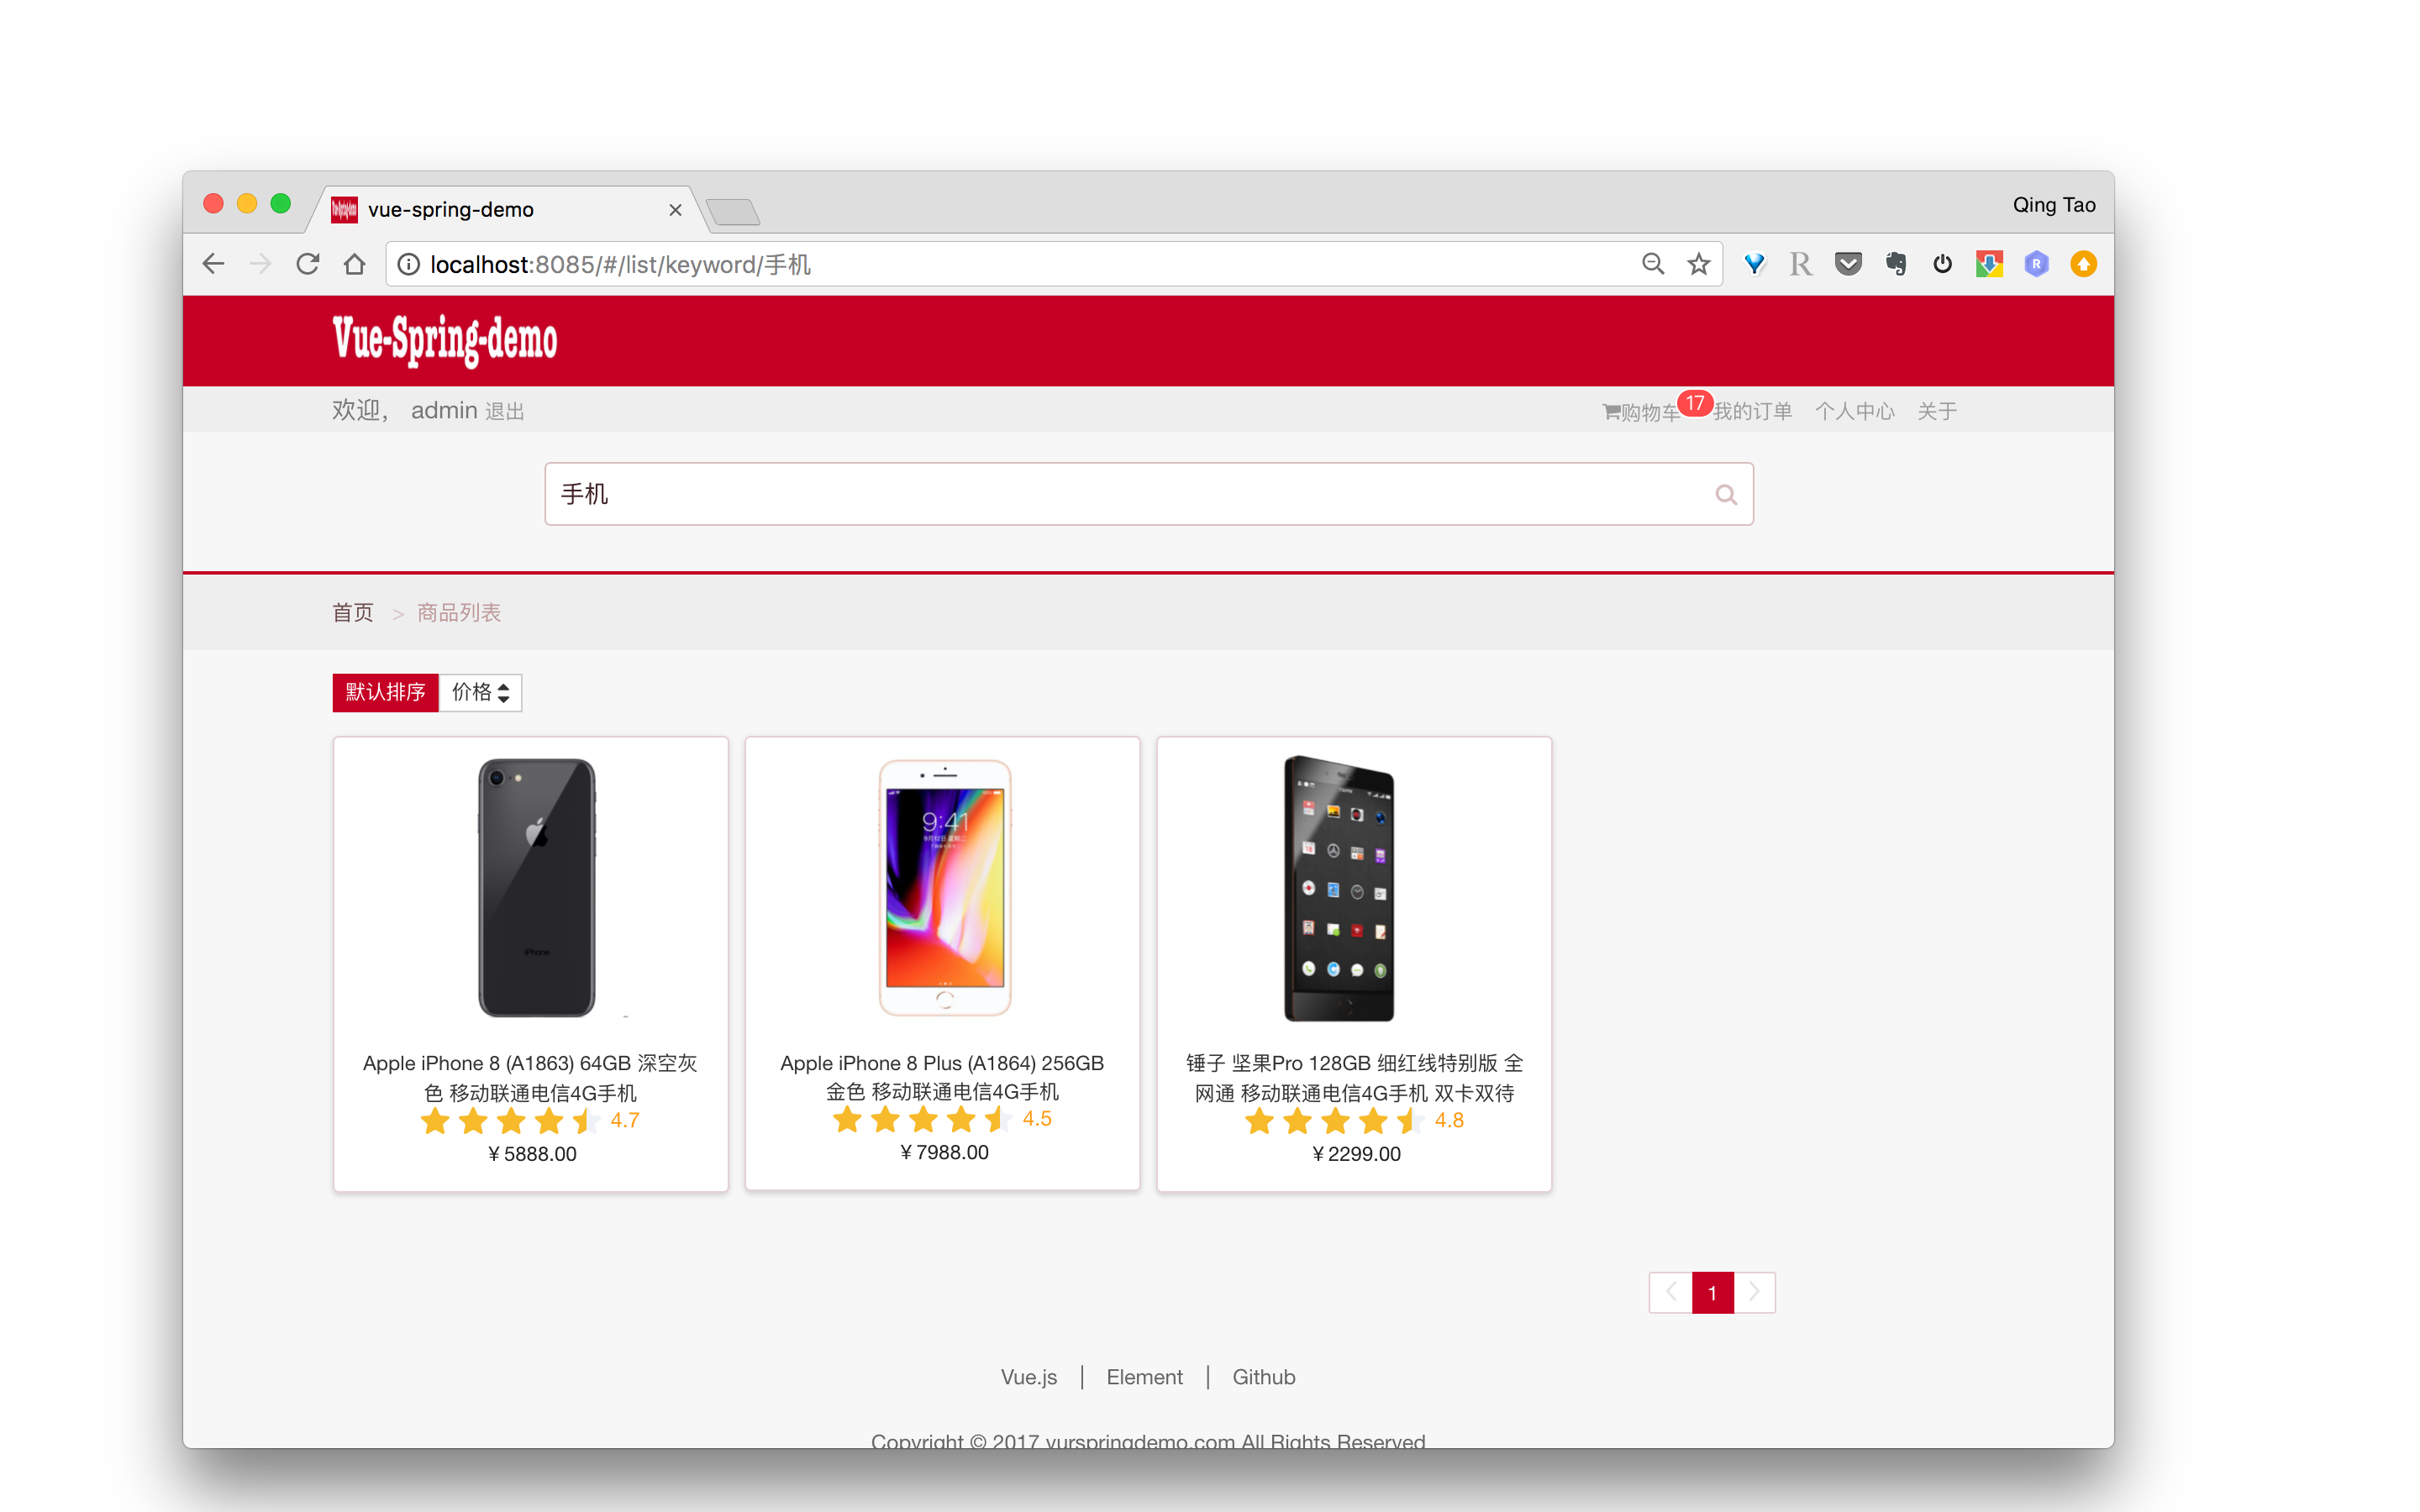 vue-spring-demo
Qing Tao
localhost:8085/#/list/keyword/手机
Vue-Spring-demo
欢迎， admin 退出
购物车 17 我的订单 个人中心 关于
手机
首页 > 商品列表
默认排序 价格
iPhone
9:41
Apple iPhone 8 (A1863) 64GB 深空灰
色 移动联通电信4G手机
4.7
¥ 5888.00
Apple iPhone 8 Plus (A1864) 256GB
金色 移动联通电信4G手机
4.5
¥ 7988.00
锤子 坚果Pro 128GB 细红线特别版 全
网通 移动联通电信4G手机 双卡双待
4.8
¥ 2299.00
1
Vue.js | Element | Github
Copyright © 2017 vurspringdemo.com All Rights Reserved